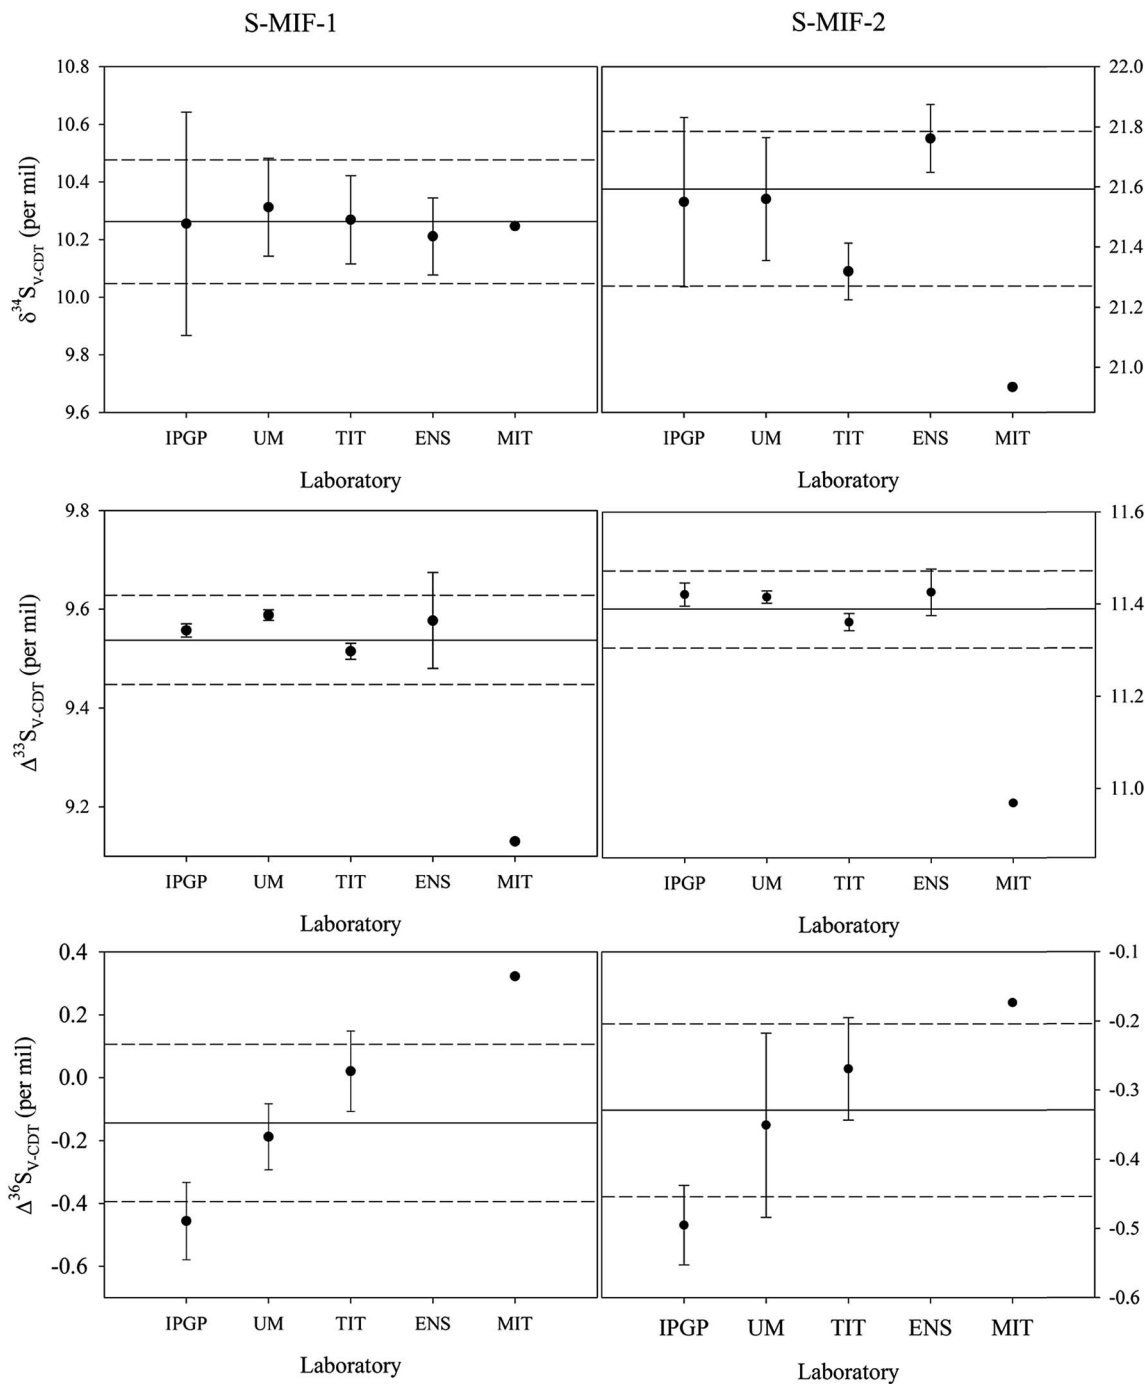 S-MIF-1
S-MIF-2
δ³⁴S V-CDT (per mil)
10.8
10.6
10.4
10.2
10.0
9.8
9.6
22.0
21.8
21.6
21.4
21.2
21.0
IPGP UM TIT ENS MIT
IPGP UM TIT ENS MIT
Laboratory
Laboratory
Δ³³S V-CDT (per mil)
9.8
9.6
9.4
9.2
11.6
11.4
11.2
11.0
IPGP UM TIT ENS MIT
IPGP UM TIT ENS MIT
Laboratory
Laboratory
Δ³⁶S V-CDT (per mil)
0.4
0.2
0.0
-0.2
-0.4
-0.6
-0.1
-0.2
-0.3
-0.4
-0.5
-0.6
IPGP UM TIT ENS MIT
IPGP UM TIT ENS MIT
Laboratory
Laboratory